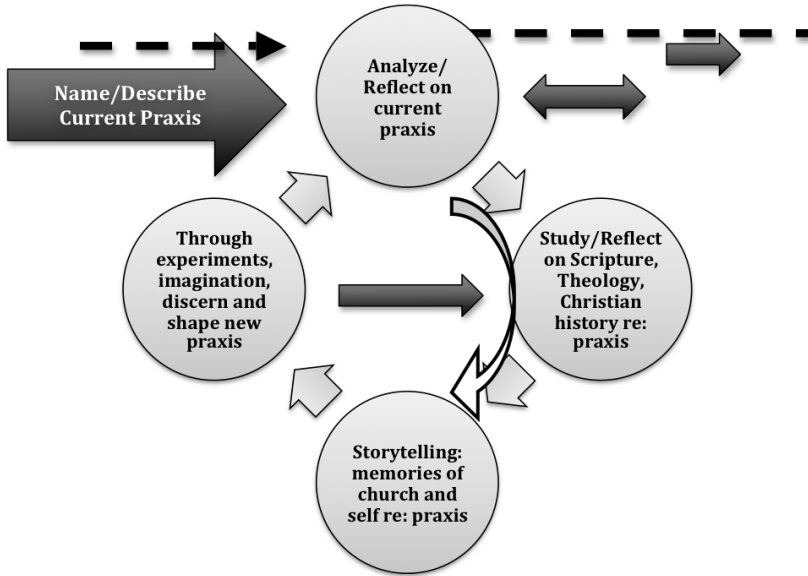 Name/Describe
Current Praxis
Analyze/
Reflect on
current
praxis
Through
experiments,
imagination,
discern and
shape new
praxis
Study/Reflect
on Scripture,
Theology,
Christian
history re:
praxis
Storytelling:
memories of
church and
self re: praxis